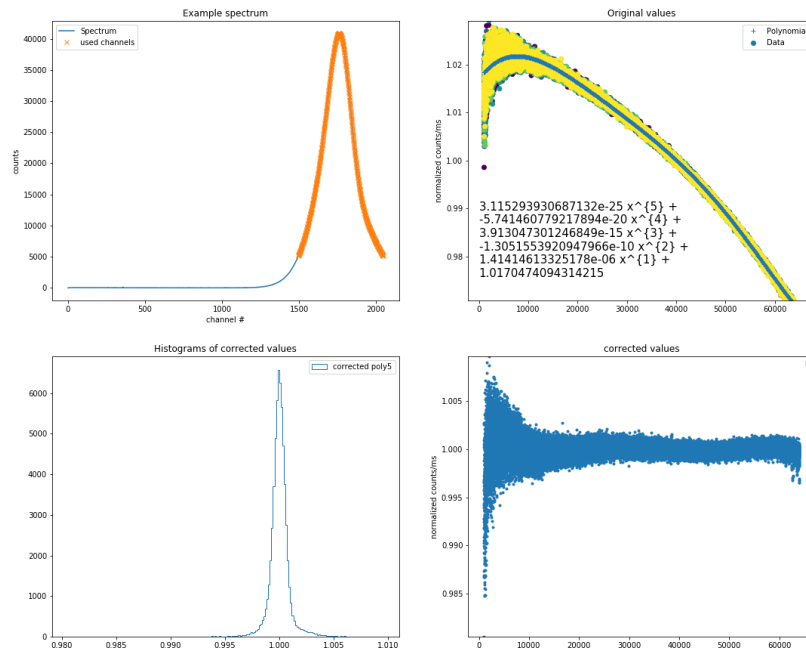 Example spectrum
Spectrum
used channels
counts
40000
35000
30000
25000
20000
15000
10000
5000
0
0
500
1000
1500
2000
channel #
Original values
Polynomia
Data
normalized counts/ms
1.02
1.01
1.00
0.99
0.98
3.115293930687132e-25 x^{5} +
-5.741460779217894e-20 x^{4} +
3.913047301246849e-15 x^{3} +
-1.3051553920947966e-10 x^{2} +
1.41414613325178e-06 x^{1} +
1.0170474094314215
0
10000
20000
30000
40000
50000
60000
Histograms of corrected values
corrected poly5
6000
5000
4000
3000
2000
1000
0
0.980
0.985
0.990
0.995
1.000
1.005
1.010
corrected values
normalized counts/ms
1.005
1.000
0.995
0.990
0.985
0
10000
20000
30000
40000
50000
60000